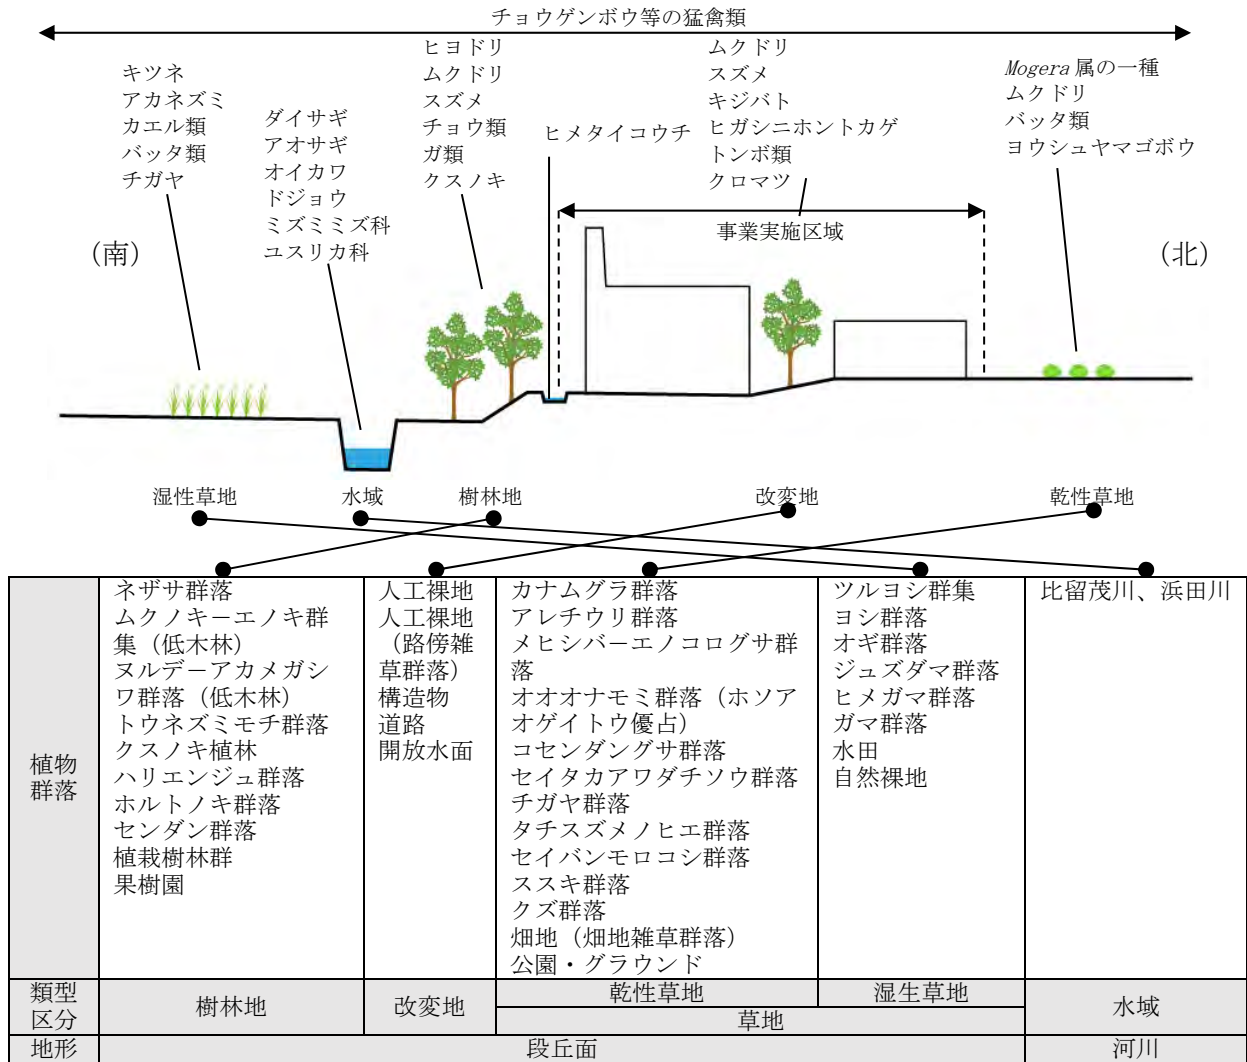 チョウゲンボウ等の猛禽類
キツネ
アカネズミ
カエル類
バッタ類
チガヤ
ダイサギ
アオサギ
オイカワ
ドジョウ
ミズミミズ科
ユスリカ科
ヒヨドリ
ムクドリ
スズメ
チョウ類
ガ類
クスノキ
ヒメタイコウチ
ムクドリ
スズメ
キジバト
ヒガシニホントカゲ
トンボ類
クロマツ
Mogera 属の一種
ムクドリ
バッタ類
ヨウシュヤマゴボウ
事業実施区域
（南）
（北）
湿性草地
水域
樹林地
改変地
乾性草地
植物
群落
ネザサ群落
ムクノキーエノキ群
集（低木林）
ヌルデーアカメガシ
ワ群落（低木林）
トウネズミモチ群落
クスノキ植林
ハリエンジュ群落
ホルトノキ群落
センダン群落
植栽樹林群
果樹園
人工裸地
人工裸地
（路傍雑
草群落）
構造物
道路
開放水面
カナムグラ群落
アレチウリ群落
メヒシバーエノコログサ群
落
オオオナモミ群落（ホソア
オゲイトウ優占）
コセンダングサ群落
セイタカアワダチソウ群落
チガヤ群落
タチスズメノヒエ群落
セイバンモロコシ群落
ススキ群落
クズ群落
畑地（畑地雑草群落）
公園・グラウンド
ツルヨシ群集
ヨシ群落
オギ群落
ジュズダマ群落
ヒメガマ群落
ガマ群落
水田
自然裸地
比留茂川、浜田川
類型
区分
樹林地
改変地
乾性草地
湿生草地
草地
水域
地形
段丘面
河川